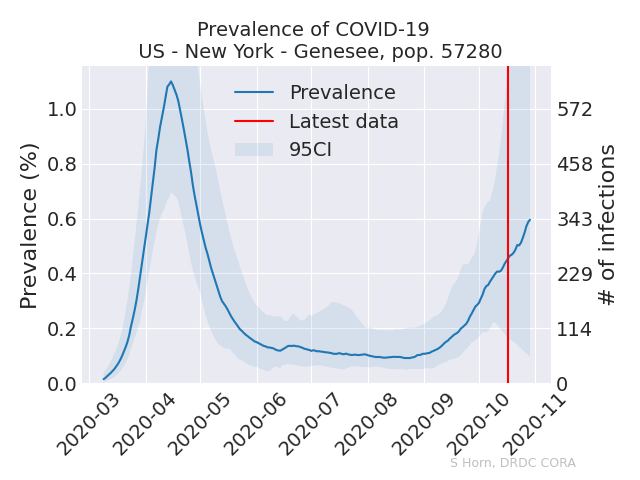 Prevalence of COVID-19
US - New York - Genesee, pop. 57280
Prevalence
Latest data
95CI
Prevalence (%)
1.0
0.8
0.6
0.4
0.2
0.0
572
458
343
229
114
0
# of infections
2020-03
2020-04
2020-05
2020-06
2020-07
2020-08
2020-09
2020-10
2020-11
S Horn, DRDC CORA